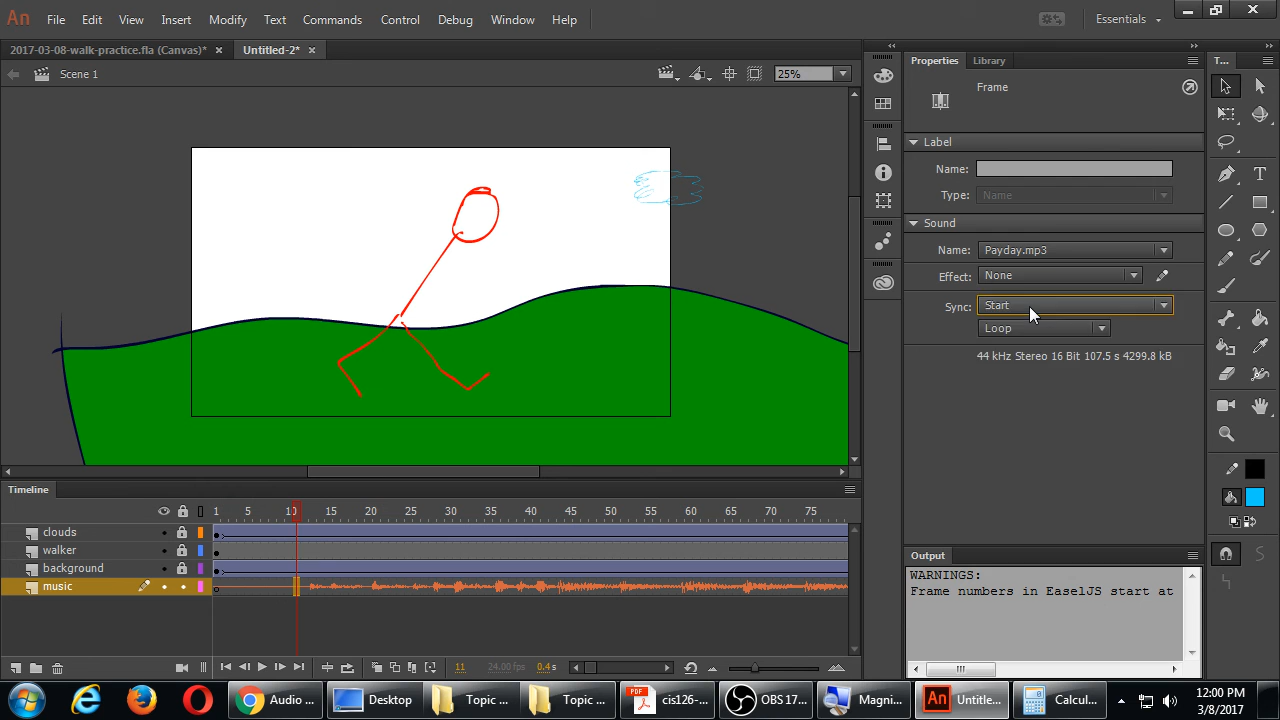 An File Edit View Insert Modify Text Commands Control Debug Window Help Essentials
2017-03-08-walk-practice.fla (Canvas)* × Untitled-2* ×
Scene 1 25%
Properties Library T...
Frame
Label
Name:
Type: Name
Sound
Name: Payday.mp3
Effect: None
Sync: Start
Loop
44 kHz Stereo 16 Bit 107.5 s 4299.8 kB
Timeline
1 5 10 15 20 25 30 35 40 45 50 55 60 65 70 75
clouds
walker
background
music
11 24.00 fps 0.4 s
Output
WARNINGS:
Frame numbers in EaselJS start at
Audio ... Desktop Topic ... Topic ... PDF cis126-... OBS 17... Magni... An Untitle... Calcul... 12:00 PM
3/8/2017